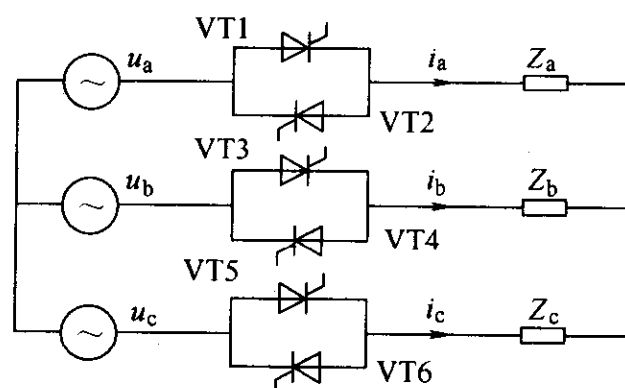 VT1
u_a
i_a
Z_a
VT2
VT3
u_b
i_b
Z_b
VT4
VT5
u_c
i_c
Z_c
VT6